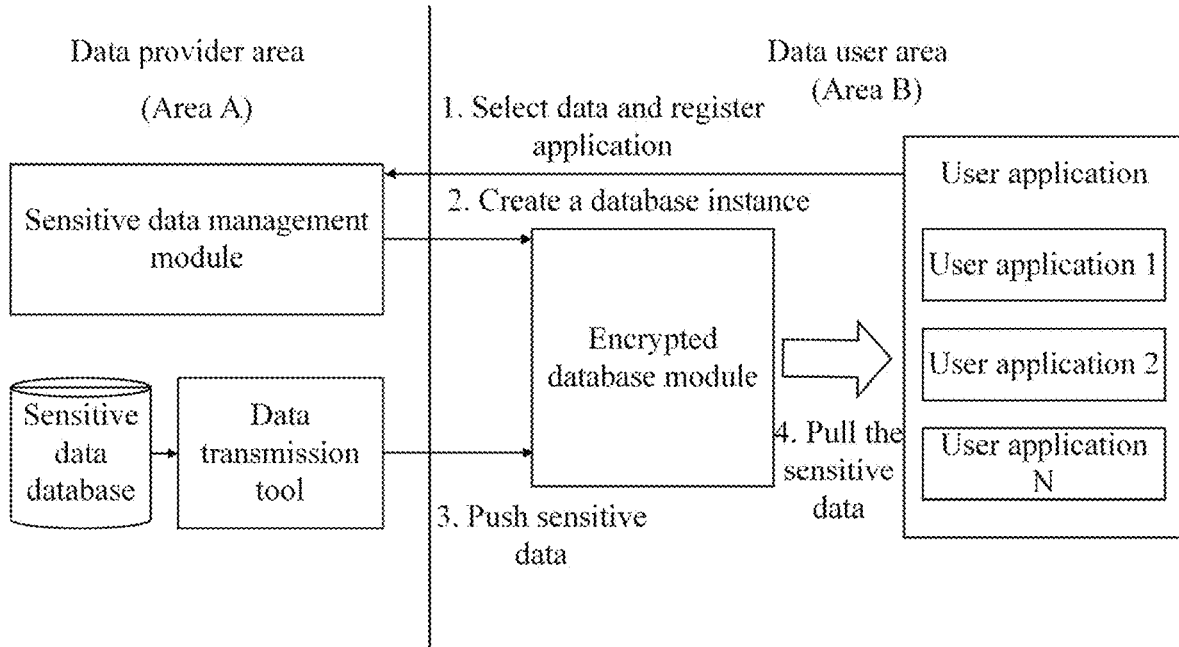 Data provider area
(Area A)
Data user area
(Area B)
1. Select data and register
application
User application
2. Create a database instance
Sensitive data management
module
User application 1
Encrypted
database module
User application 2
Sensitive
data
database
Data
transmission
tool
4. Pull the
sensitive
data
User application
N
3. Push sensitive
data